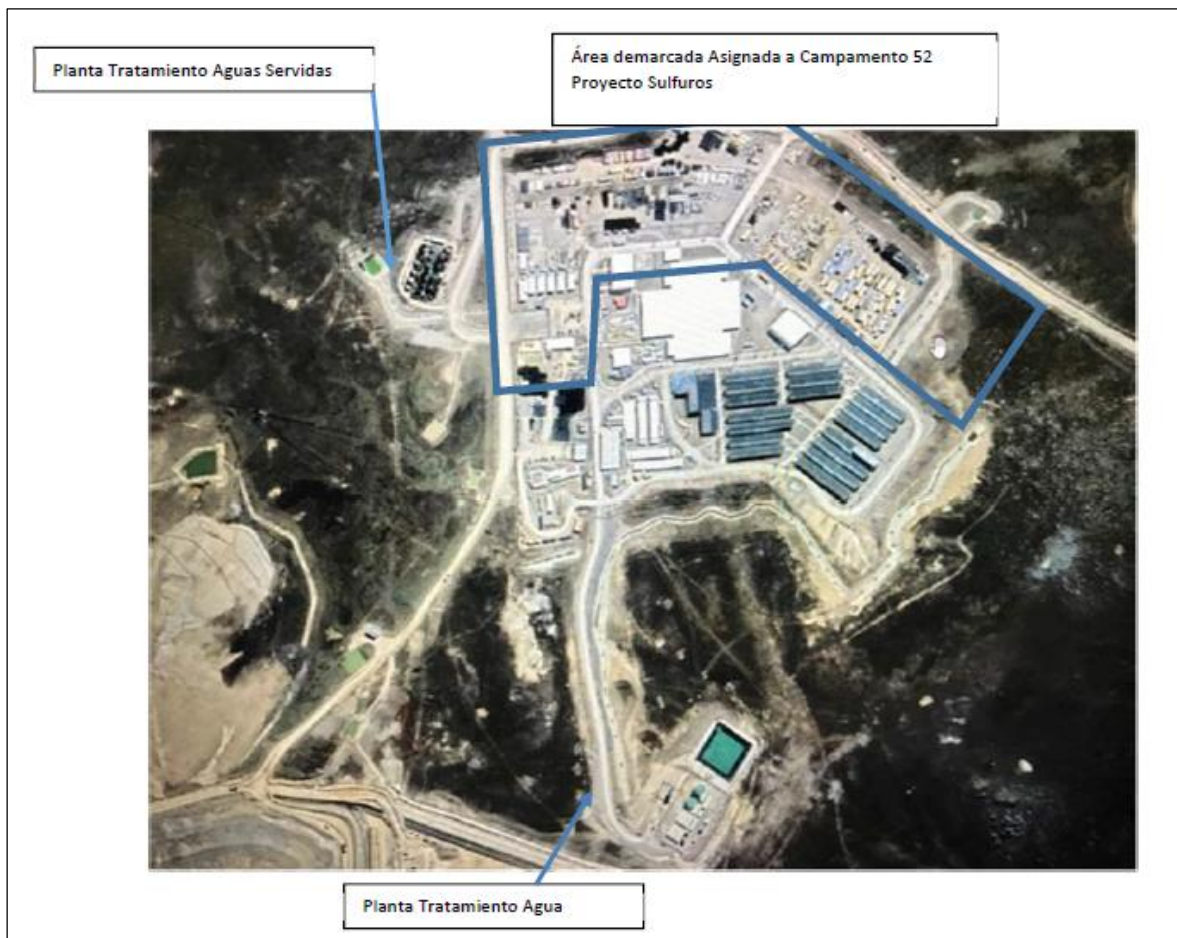 Planta Tratamiento Aguas Servidas
Área demarcada Asignada a Campamento 52
Proyecto Sulfuros
Planta Tratamiento Agua